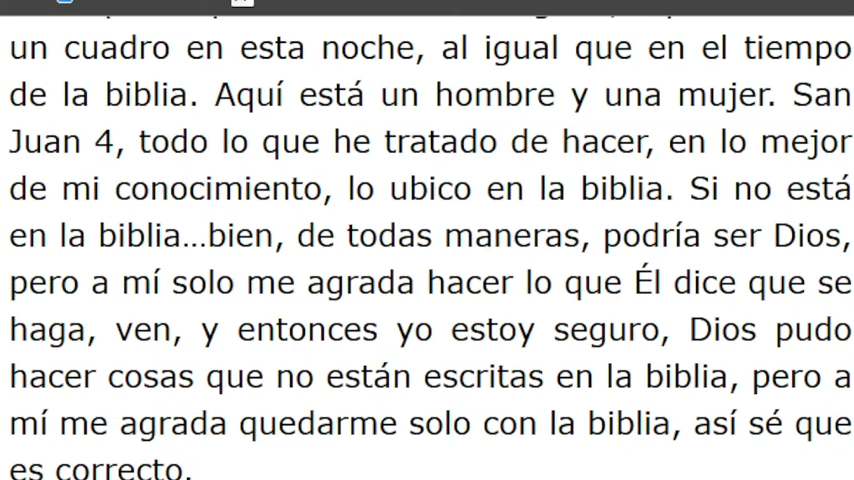 un cuadro en esta noche, al igual que en el tiempo
de la biblia. Aquí está un hombre y una mujer. San
Juan 4, todo lo que he tratado de hacer, en lo mejor
de mi conocimiento, lo ubico en la biblia. Si no está
en la biblia...bien, de todas maneras, podría ser Dios,
pero a mí solo me agrada hacer lo que Él dice que se
haga, ven, y entonces yo estoy seguro, Dios pudo
hacer cosas que no están escritas en la biblia, pero a
mí me agrada quedarme solo con la biblia, así sé que
es correcto.